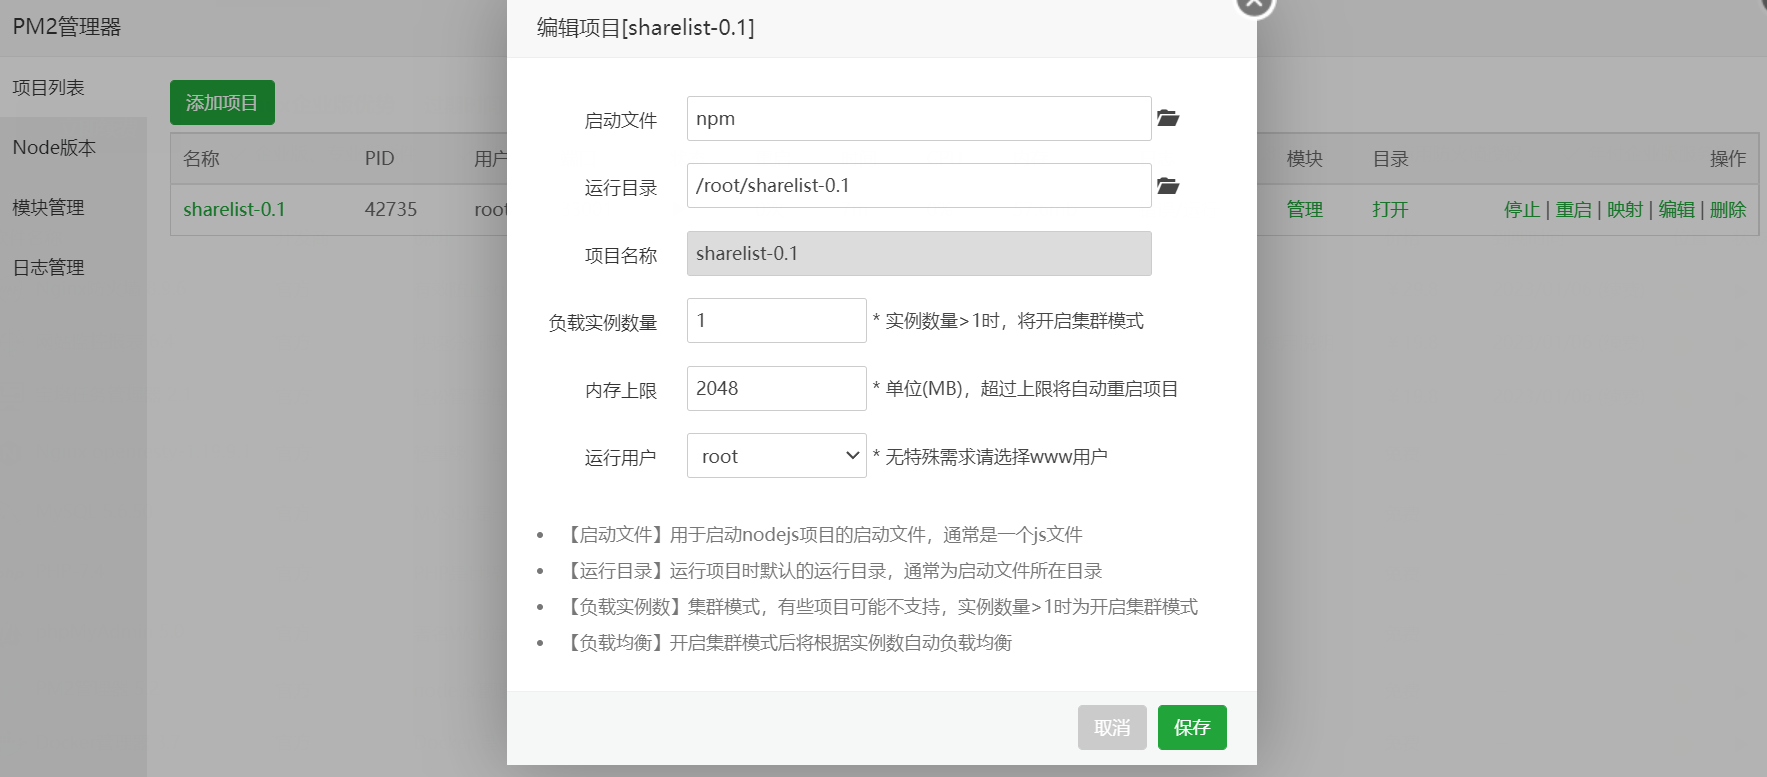 PM2管理器
项目列表
Node版本
模块管理
日志管理
添加项目
名称 PID 用户 模块 目录 操作
sharelist-0.1 42735 root 管理 打开 停止 | 重启 | 映射 | 编辑 | 删除
编辑项目[sharelist-0.1]
启动文件 npm
运行目录 /root/sharelist-0.1
项目名称 sharelist-0.1
负载实例数量 1 * 实例数量>1时，将开启集群模式
内存上限 2048 * 单位(MB)，超过上限将自动重启项目
运行用户 root * 无特殊需求请选择www用户
• 【启动文件】用于启动nodejs项目的启动文件，通常是一个js文件
• 【运行目录】运行项目时默认的运行目录，通常为启动文件所在目录
• 【负载实例数】集群模式，有些项目可能不支持，实例数量>1时为开启集群模式
• 【负载均衡】开启集群模式后将根据实例数自动负载均衡
取消 保存